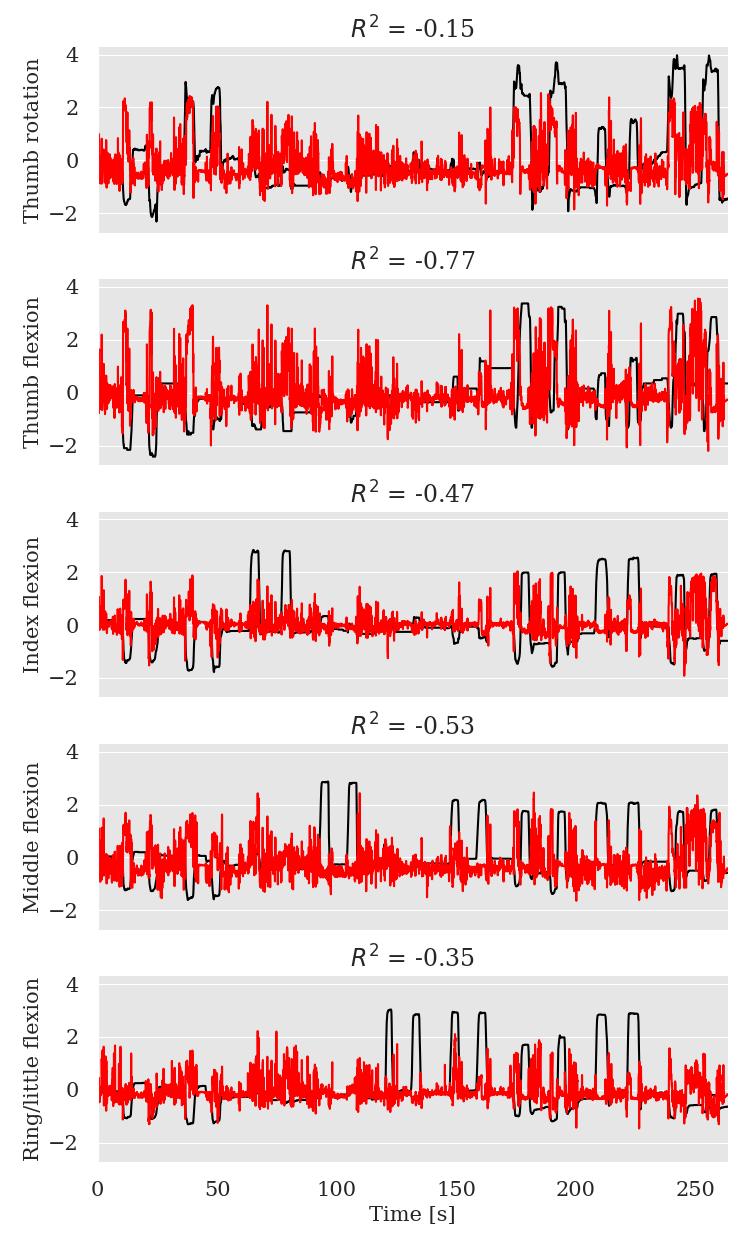 R² = -0.15
4
2
0
−2
Thumb rotation
R² = -0.77
4
2
0
−2
Thumb flexion
R² = -0.47
4
2
0
−2
Index flexion
R² = -0.53
4
2
0
−2
Middle flexion
R² = -0.35
4
2
0
−2
Ring/little flexion
0 50 100 150 200 250
Time [s]